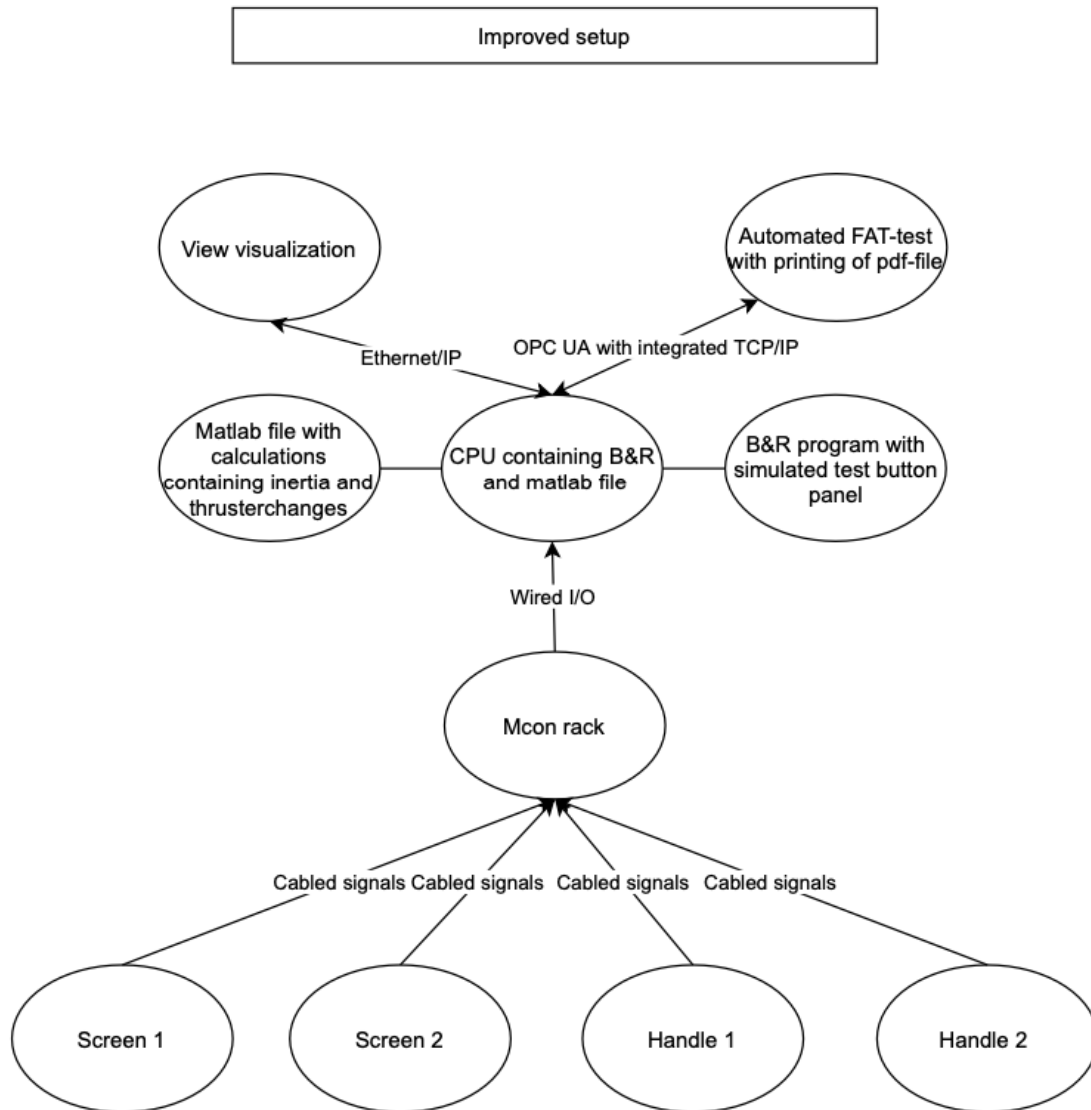 Improved setup
View visualization
Automated FAT-test
with printing of pdf-file
Ethernet/IP
OPC UA with integrated TCP/IP
Matlab file with
calculations
containing inertia and
thrusterchanges
CPU containing B&R
and matlab file
B&R program with
simulated test button
panel
Wired I/O
Mcon rack
Cabled signals
Cabled signals
Cabled signals
Cabled signals
Screen 1
Screen 2
Handle 1
Handle 2